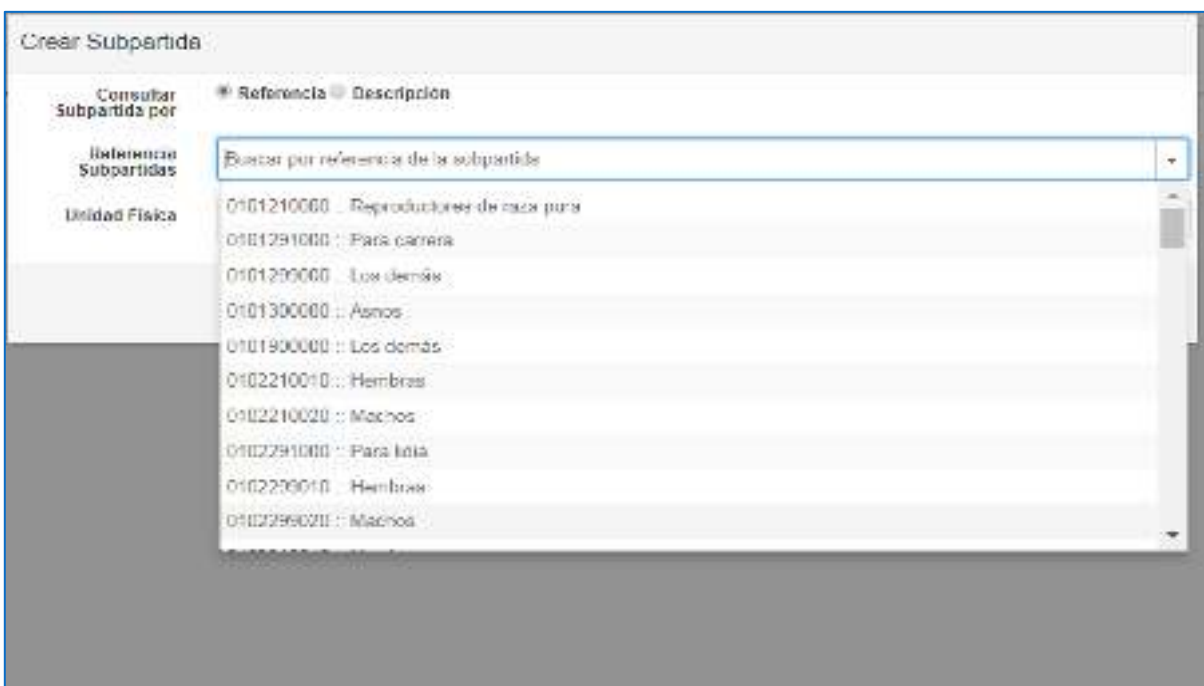 Crear Subpartida
Consultar
Subpartida por
Referencia Descripción
Referencia
Subpartidas
Buscar por referencia de la subpartida
Unidad Física
0101210000 :: Reproductores de raza pura
0101291000 :: Para carrera
0101299000 :: Los demás
0101300000 :: Asnos
0101900000 :: Los demás
0102210010 :: Hembras
0102210020 :: Machos
0102291000 :: Para lidia
0102299010 :: Hembras
0102299020 :: Machos